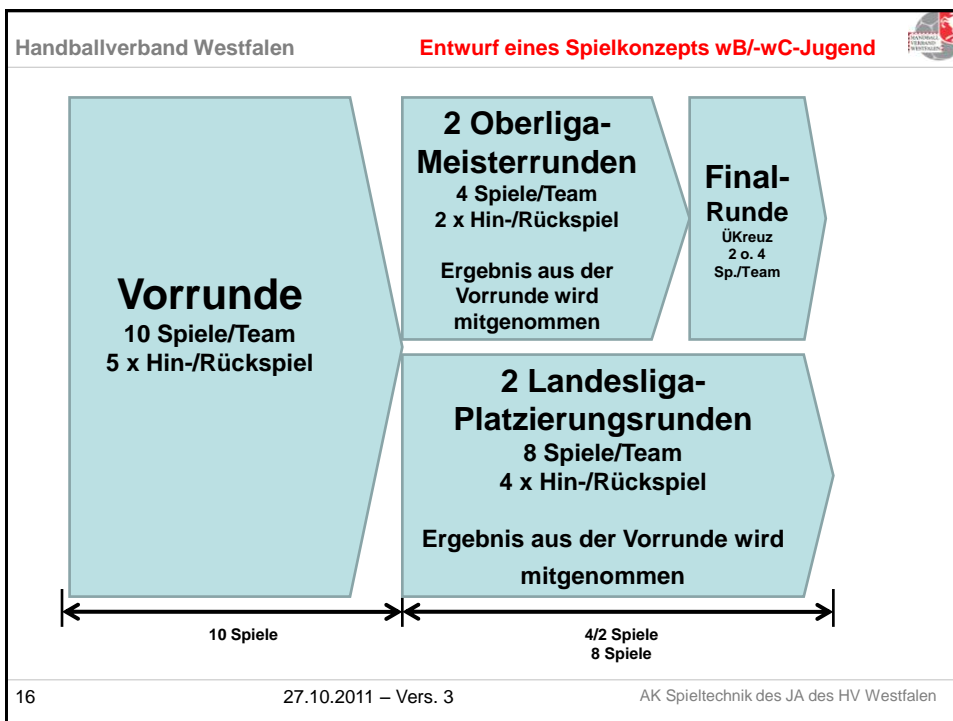 Handballverband Westfalen
Entwurf eines Spielkonzepts wB/-wC-Jugend
HANDBALL
VERBAND
WESTFALEN
Vorrunde
10 Spiele/Team
5 x Hin-/Rückspiel
2 Oberliga-
Meisterrunden
4 Spiele/Team
2 x Hin-/Rückspiel
Ergebnis aus der
Vorrunde wird
mitgenommen
Final-
Runde
ÜKreuz
2 o. 4
Sp./Team
2 Landesliga-
Platzierungsrunden
8 Spiele/Team
4 x Hin-/Rückspiel
Ergebnis aus der Vorrunde wird
mitgenommen
10 Spiele
4/2 Spiele
8 Spiele
16
27.10.2011 – Vers. 3
AK Spieltechnik des JA des HV Westfalen